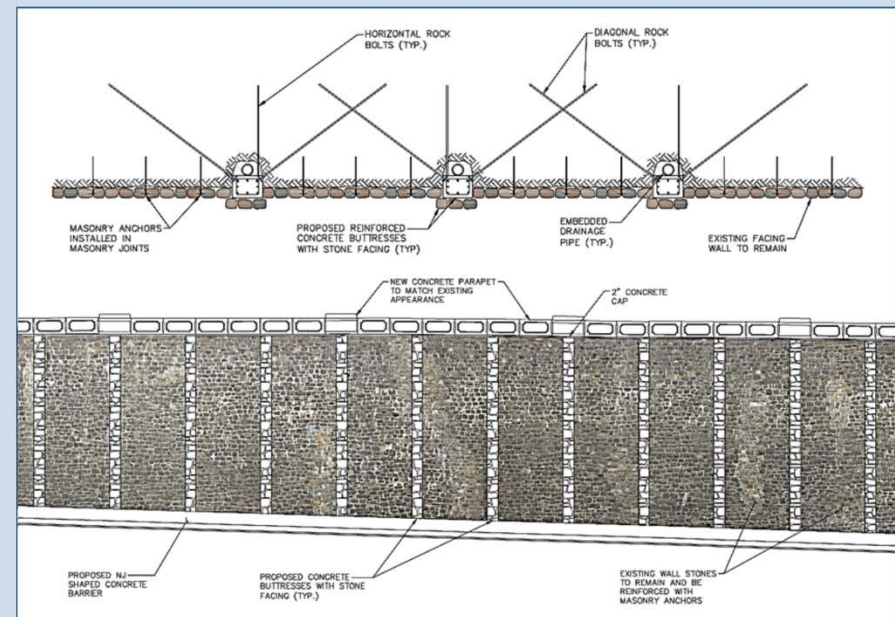 HORIZONTAL ROCK
BOLTS (TYP.)
DIAGONAL ROCK
BOLTS (TYP.)
MASONRY ANCHORS
INSTALLED IN
MASONRY JOINTS
PROPOSED REINFORCED
CONCRETE BUTTRESSES
WITH STONE FACING (TYP)
EMBEDDED
DRAINAGE
PIPE (TYP.)
EXISTING FACING
WALL TO REMAIN
NEW CONCRETE PARAPET
TO MATCH EXISTING
APPEARANCE
2" CONCRETE
CAP
PROPOSED NJ
SHAPED CONCRETE
BARRIER
PROPOSED CONCRETE
BUTTRESSES WITH STONE
FACING (TYP.)
EXISTING WALL STONES
TO REMAIN AND BE
REINFORCED WITH
MASONRY ANCHORS